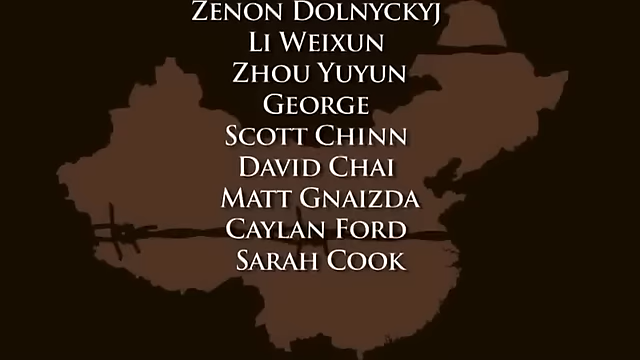 Zenon Dolnyckyj
Li Weixun
Zhou Yuyun
George
Scott Chinn
David Chai
Matt Gnaizda
Caylan Ford
Sarah Cook